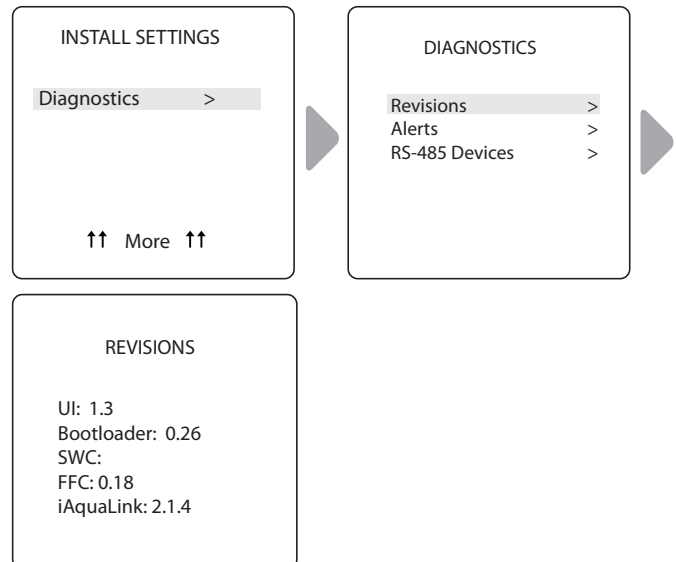 INSTALL SETTINGS
Diagnostics >
↑↑ More ↑↑
DIAGNOSTICS
Revisions >
Alerts >
RS-485 Devices >
REVISIONS
UI: 1.3
Bootloader: 0.26
SWC:
FFC: 0.18
iAquaLink: 2.1.4